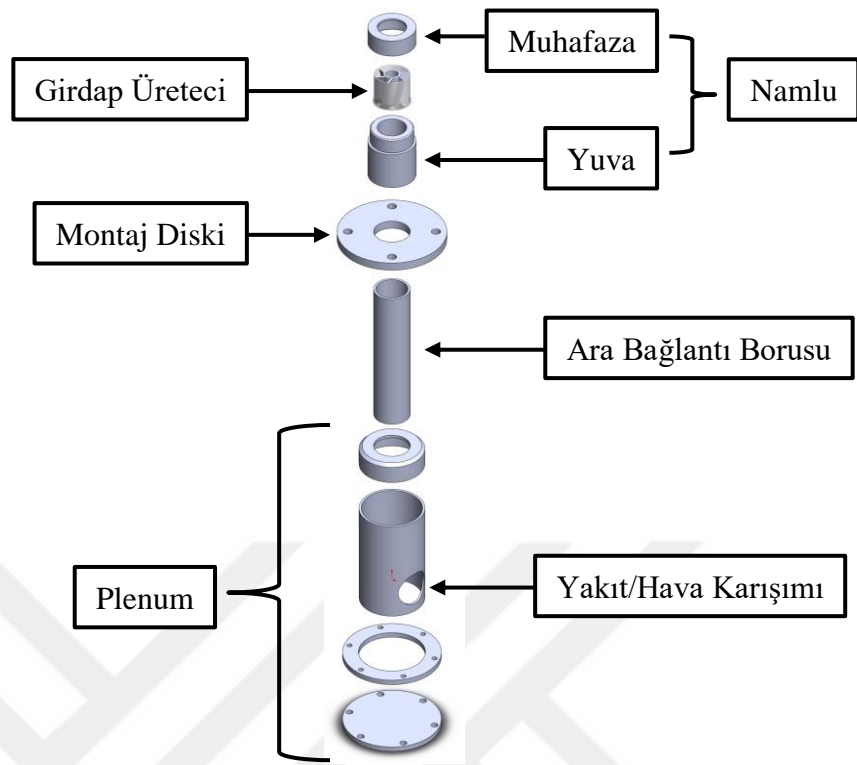 Muhafaza
Girdap Üreteci
Namlu
Yuva
Montaj Diski
Ara Bağlantı Borusu
Plenum
Yakıt/Hava Karışımı